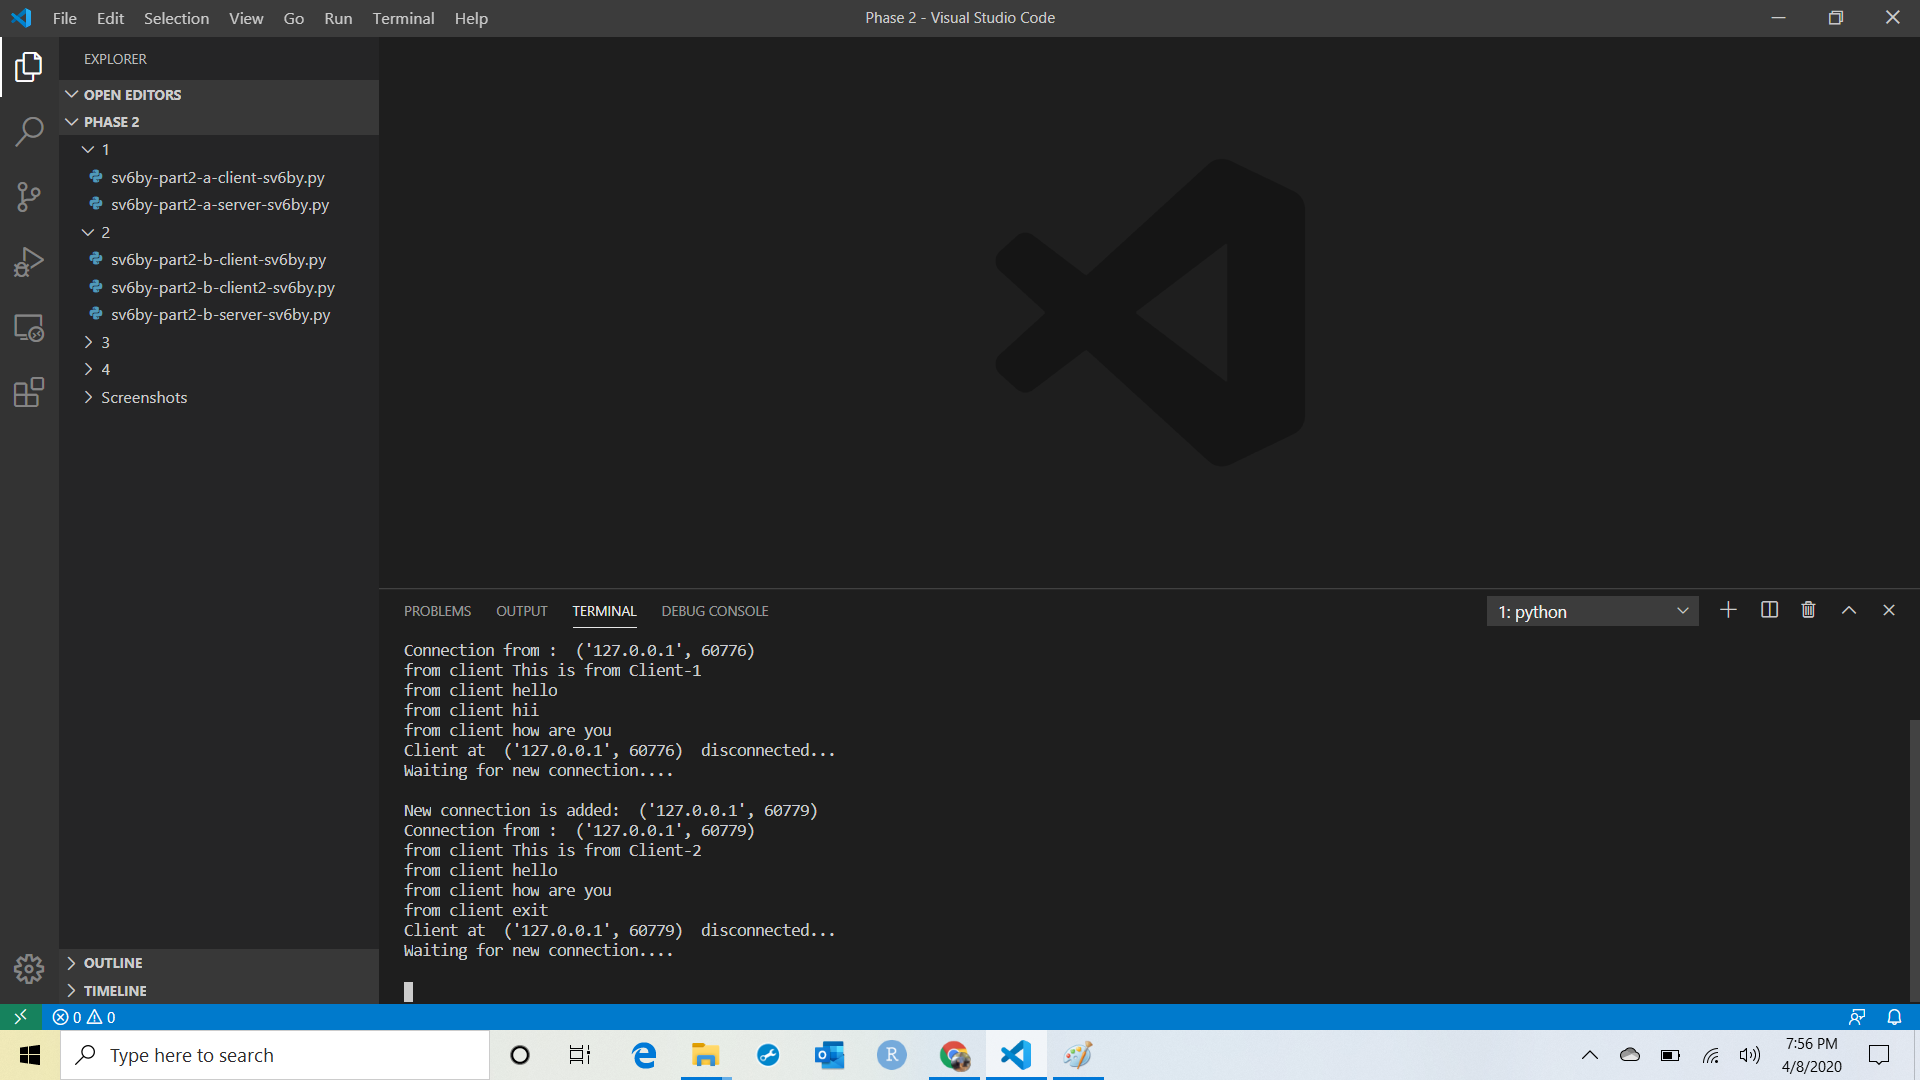 File Edit Selection View Go Run Terminal Help
Phase 2 - Visual Studio Code
EXPLORER
OPEN EDITORS
PHASE 2
1
sv6by-part2-a-client-sv6by.py
sv6by-part2-a-server-sv6by.py
2
sv6by-part2-b-client-sv6by.py
sv6by-part2-b-client2-sv6by.py
sv6by-part2-b-server-sv6by.py
3
4
Screenshots
OUTLINE
TIMELINE
PROBLEMS OUTPUT TERMINAL DEBUG CONSOLE
1: python
Connection from :  ('127.0.0.1', 60776)
from client This is from Client-1
from client hello
from client hii
from client how are you
Client at  ('127.0.0.1', 60776)  disconnected...
Waiting for new connection....
New connection is added:  ('127.0.0.1', 60779)
Connection from :  ('127.0.0.1', 60779)
from client This is from Client-2
from client hello
from client how are you
from client exit
Client at  ('127.0.0.1', 60779)  disconnected...
Waiting for new connection....
0 0
Type here to search
R
7:56 PM
4/8/2020